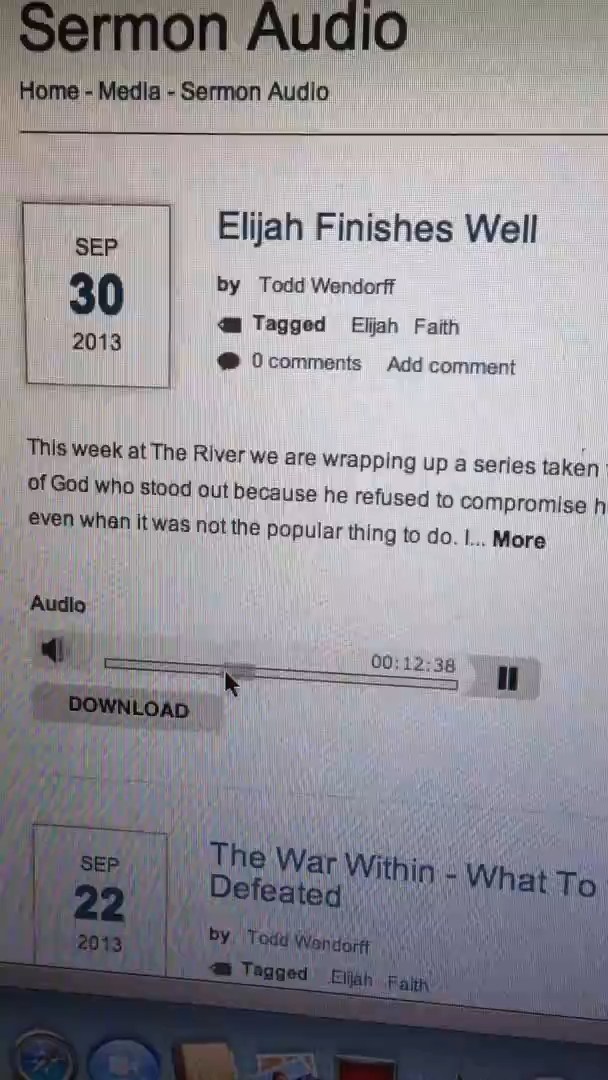 Sermon Audio
Home - Media - Sermon Audio
SEP
30
2013
Elijah Finishes Well
by Todd Wendorff
Tagged Elijah Faith
0 comments Add comment
This week at The River we are wrapping up a series taken
of God who stood out because he refused to compromise h
even when it was not the popular thing to do. I... More
Audio
00:12:38
DOWNLOAD
SEP
22
2013
The War Within - What To
Defeated
by Todd Wendorff
Tagged Elijah Faith